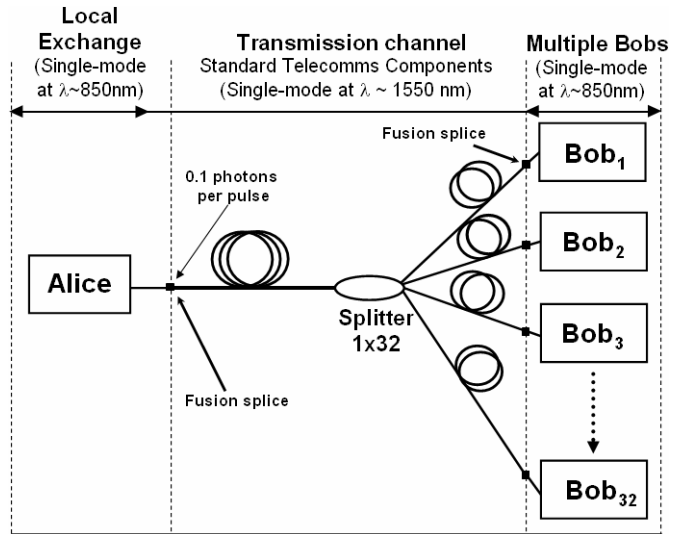 Local
Exchange
(Single-mode
at λ~850nm)
Transmission channel
Standard Telecomms Components
(Single-mode at λ ~ 1550 nm)
Multiple Bobs
(Single-mode
at λ~850nm)
Fusion splice
0.1 photons
per pulse
Alice
Splitter
1x32
Fusion splice
Bob1
Bob2
Bob3
Bob32